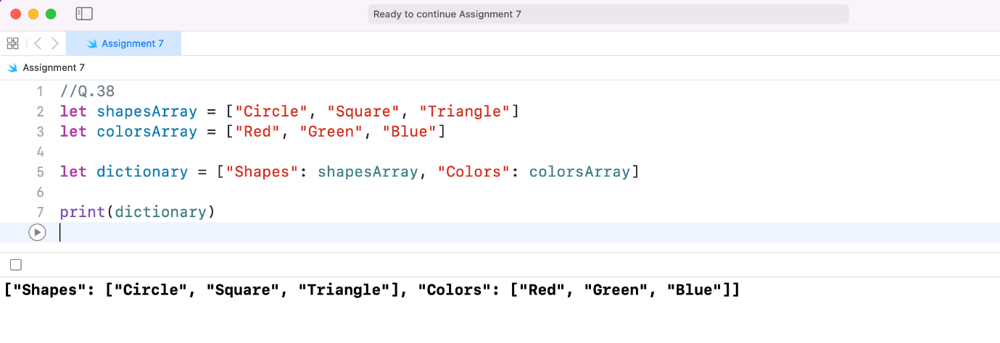 Ready to continue Assignment 7
Assignment 7
Assignment 7
1 //Q.38
2 let shapesArray = ["Circle", "Square", "Triangle"]
3 let colorsArray = ["Red", "Green", "Blue"]
4
5 let dictionary = ["Shapes": shapesArray, "Colors": colorsArray]
6
7 print(dictionary)
["Shapes": ["Circle", "Square", "Triangle"], "Colors": ["Red", "Green", "Blue"]]